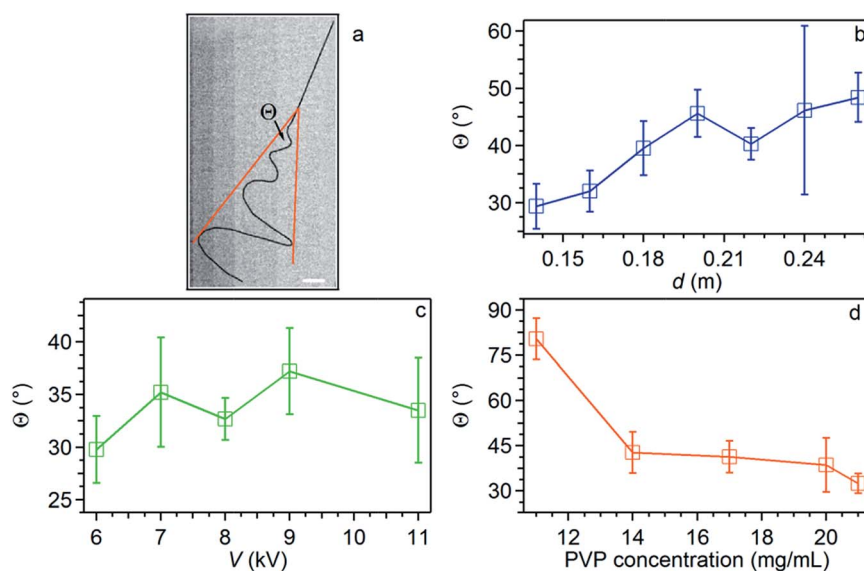 a
Θ
b
Θ (°)
60
50
40
30
0.15 0.18 0.21 0.24
d (m)
c
Θ (°)
40
35
30
25
6 7 8 9 10 11
V (kV)
d
Θ (°)
90
75
60
45
30
12 14 16 18 20
PVP concentration (mg/mL)